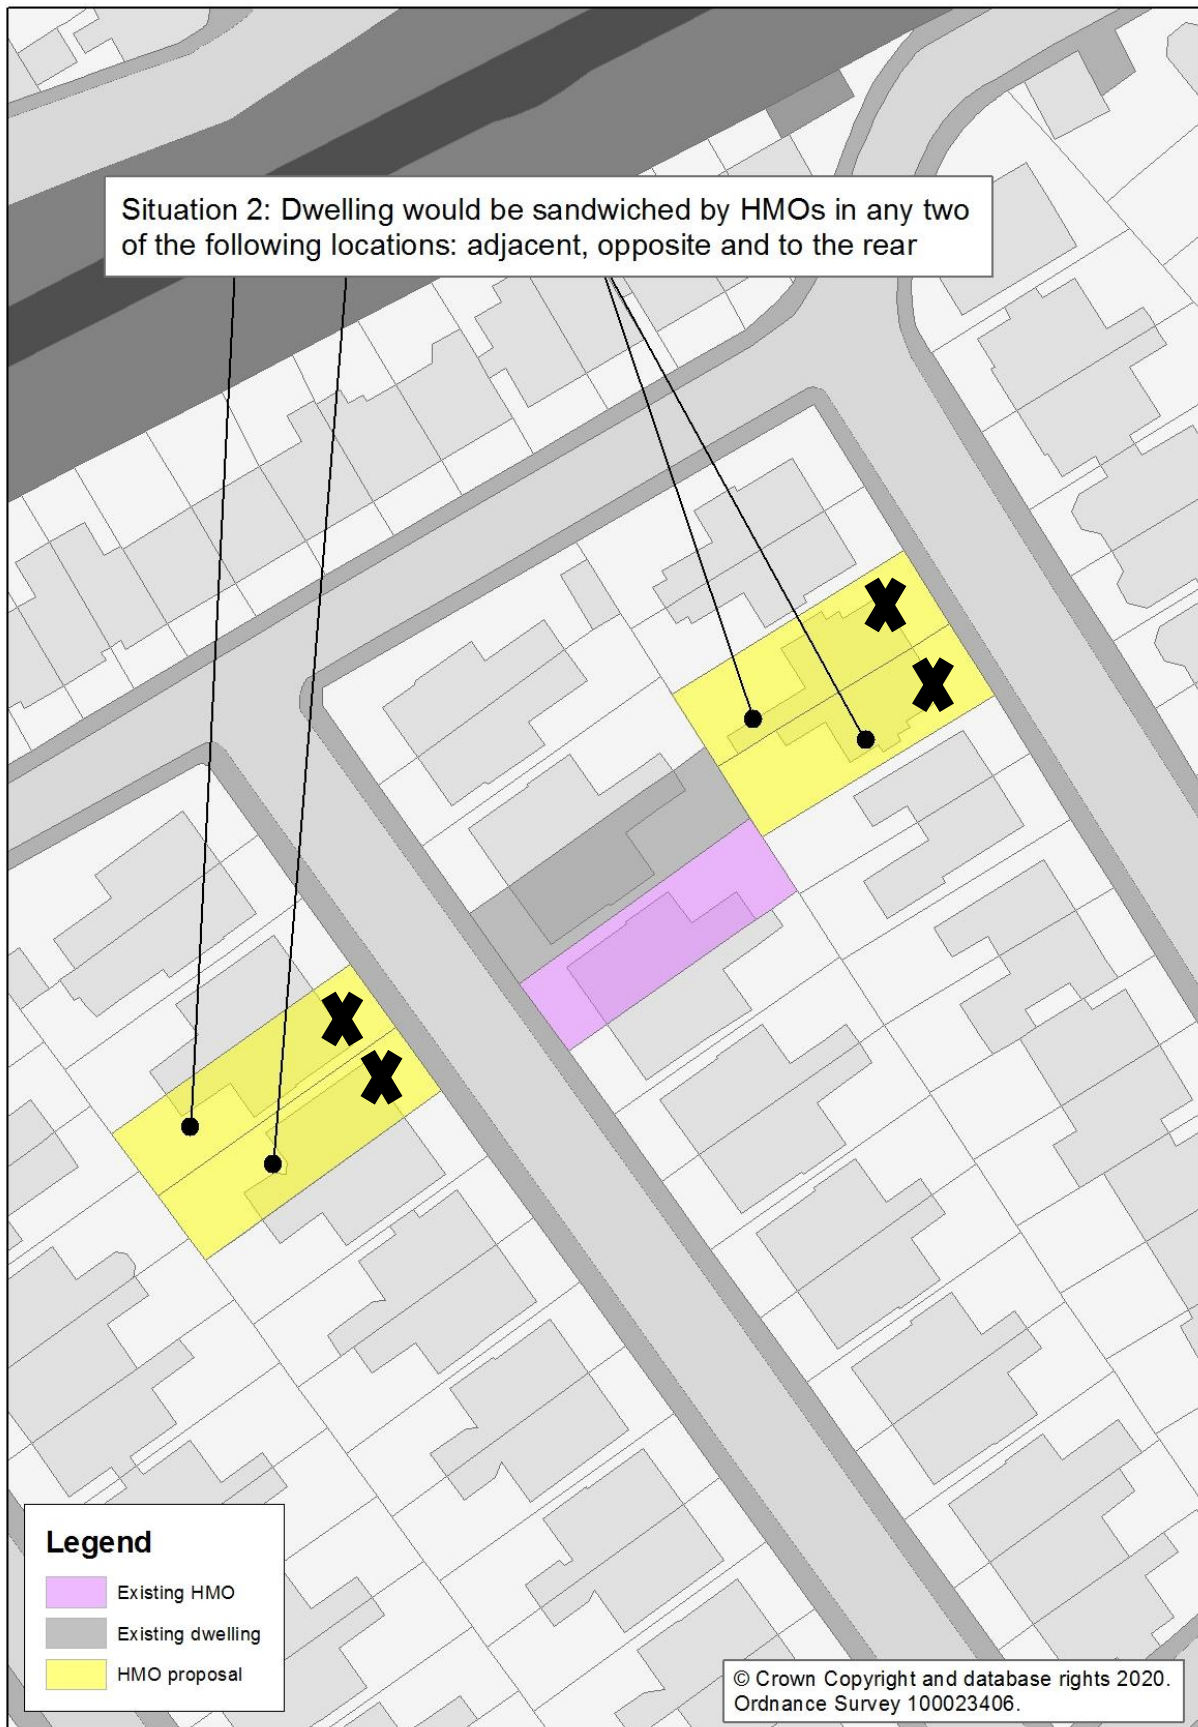 Situation 2: Dwelling would be sandwiched by HMOs in any two
of the following locations: adjacent, opposite and to the rear
Legend
Existing HMO
Existing dwelling
HMO proposal
© Crown Copyright and database rights 2020.
Ordnance Survey 100023406.